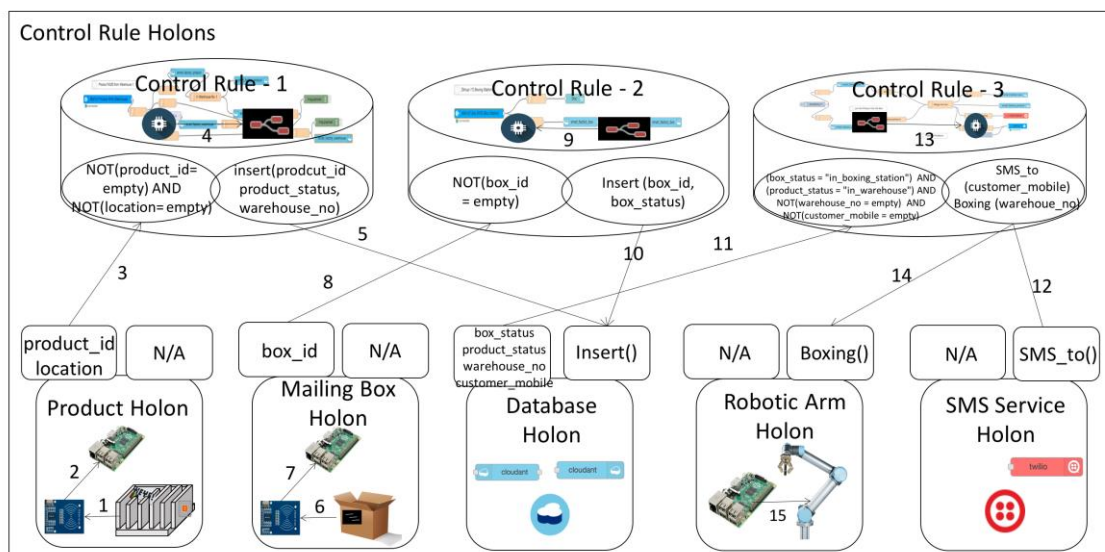 Control Rule Holons
Control Rule - 1
Control Rule - 2
Control Rule - 3
4
9
13
NOT(product_id=
empty) AND
NOT(location= empty)
insert(prodcut_id
product_status,
warehouse_no)
NOT(box_id
= empty)
Insert (box_id,
box_status)
(box_status = "in_boxing_station") AND
(product_status = "in_warehouse") AND
NOT(warehouse_no = empty) AND
NOT(customer_mobile = empty)
SMS_to
(customer_mobile)
Boxing (warehoue_no)
3
5
8
10
11
14
12
product_id
location
N/A
box_id
N/A
box_status
product_status
warehouse_no
customer_mobile
Insert()
N/A
Boxing()
N/A
SMS_to()
Product Holon
Mailing Box
Holon
Database
Holon
Robotic Arm
Holon
SMS Service
Holon
2
1
7
6
cloudant
cloudant
15
twilio